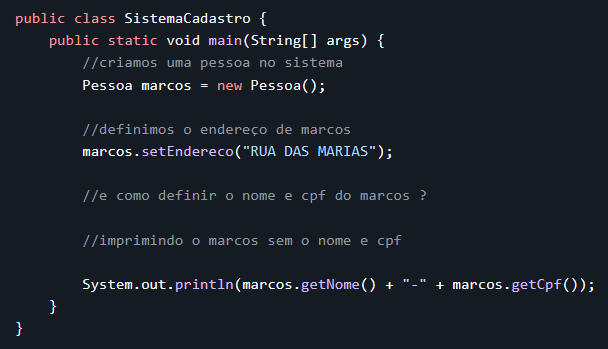 public class SistemaCadastro {
    public static void main(String[] args) {
        //criamos uma pessoa no sistema
        Pessoa marcos = new Pessoa();

        //definimos o endereço de marcos
        marcos.setEndereco("RUA DAS MARIAS");

        //e como definir o nome e cpf do marcos ?

        //imprimindo o marcos sem o nome e cpf

        System.out.println(marcos.getNome() + "-" + marcos.getCpf());
    }
}